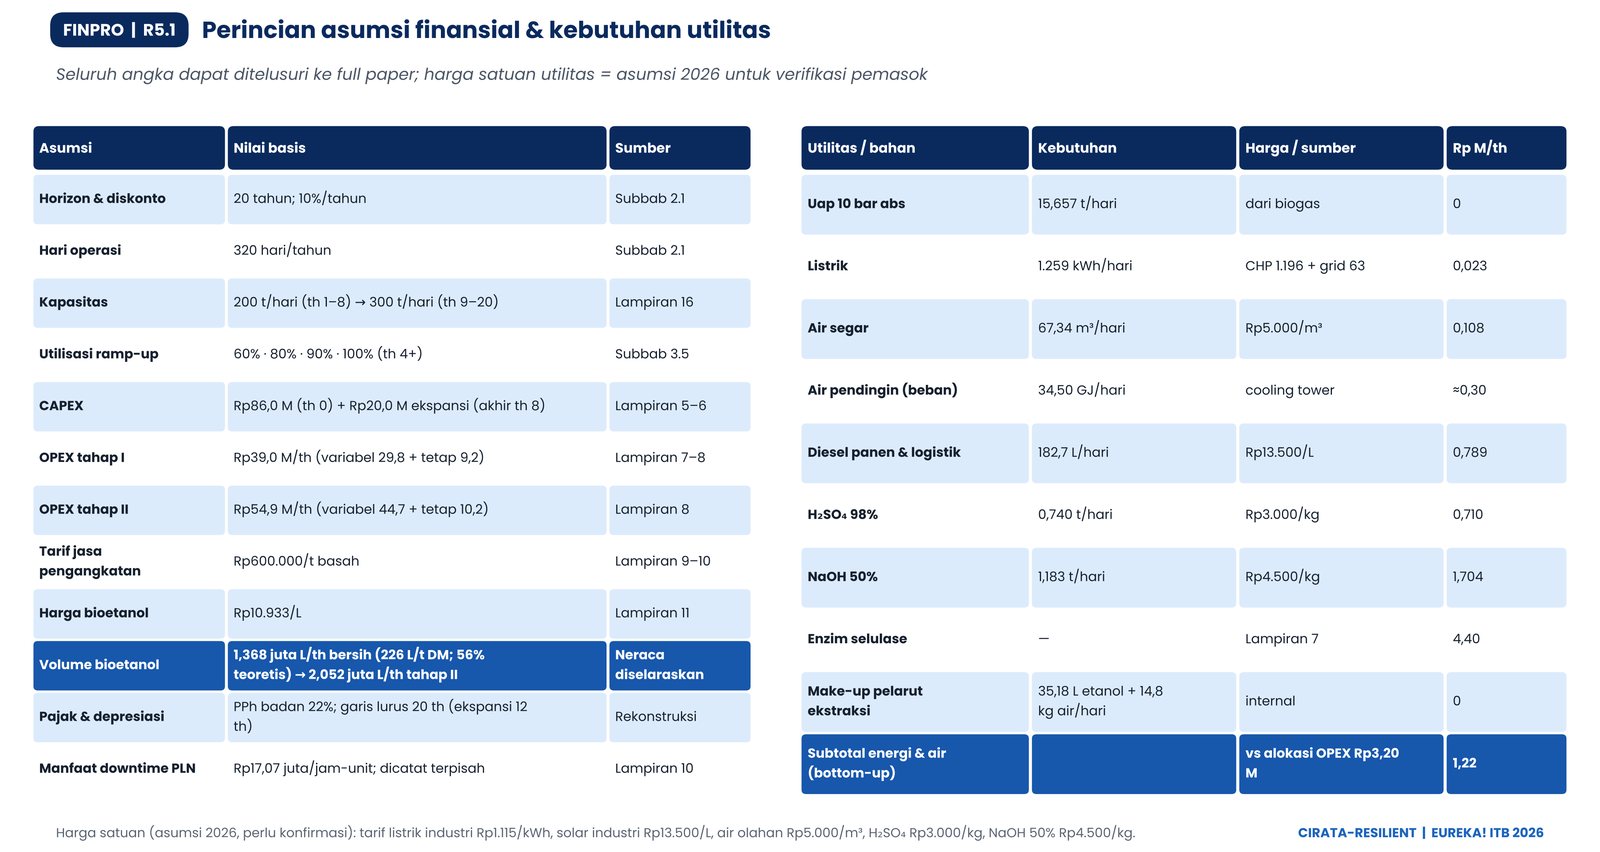 FINPRO | R5.1
Perincian asumsi finansial & kebutuhan utilitas
Seluruh angka dapat ditelusuri ke full paper; harga satuan utilitas = asumsi 2026 untuk verifikasi pemasok
Asumsi Nilai basis Sumber
Horizon & diskonto 20 tahun; 10%/tahun Subbab 2.1
Hari operasi 320 hari/tahun Subbab 2.1
Kapasitas 200 t/hari (th 1–8) → 300 t/hari (th 9–20) Lampiran 16
Utilisasi ramp-up 60% · 80% · 90% · 100% (th 4+) Subbab 3.5
CAPEX Rp86,0 M (th 0) + Rp20,0 M ekspansi (akhir th 8) Lampiran 5–6
OPEX tahap I Rp39,0 M/th (variabel 29,8 + tetap 9,2) Lampiran 7–8
OPEX tahap II Rp54,9 M/th (variabel 44,7 + tetap 10,2) Lampiran 8
Tarif jasa
pengangkatan Rp600.000/t basah Lampiran 9–10
Harga bioetanol Rp10.933/L Lampiran 11
Volume bioetanol 1,368 juta L/th bersih (226 L/t DM; 56%
teoretis) → 2,052 juta L/th tahap II Neraca
diselaraskan
Pajak & depresiasi PPh badan 22%; garis lurus 20 th (ekspansi 12
th) Rekonstruksi
Manfaat downtime PLN Rp17,07 juta/jam-unit; dicatat terpisah Lampiran 10
Utilitas / bahan Kebutuhan Harga / sumber Rp M/th
Uap 10 bar abs 15,657 t/hari dari biogas 0
Listrik 1.259 kWh/hari CHP 1.196 + grid 63 0,023
Air segar 67,34 m³/hari Rp5.000/m³ 0,108
Air pendingin (beban) 34,50 GJ/hari cooling tower ≈0,30
Diesel panen & logistik 182,7 L/hari Rp13.500/L 0,789
H₂SO₄ 98% 0,740 t/hari Rp3.000/kg 0,710
NaOH 50% 1,183 t/hari Rp4.500/kg 1,704
Enzim selulase — Lampiran 7 4,40
Make-up pelarut
ekstraksi 35,18 L etanol + 14,8
kg air/hari internal 0
Subtotal energi & air
(bottom-up) vs alokasi OPEX Rp3,20
M 1,22
Harga satuan (asumsi 2026, perlu konfirmasi): tarif listrik industri Rp1.115/kWh, solar industri Rp13.500/L, air olahan Rp5.000/m³, H₂SO₄ Rp3.000/kg, NaOH 50% Rp4.500/kg.
CIRATA-RESILIENT | EUREKA! ITB 2026